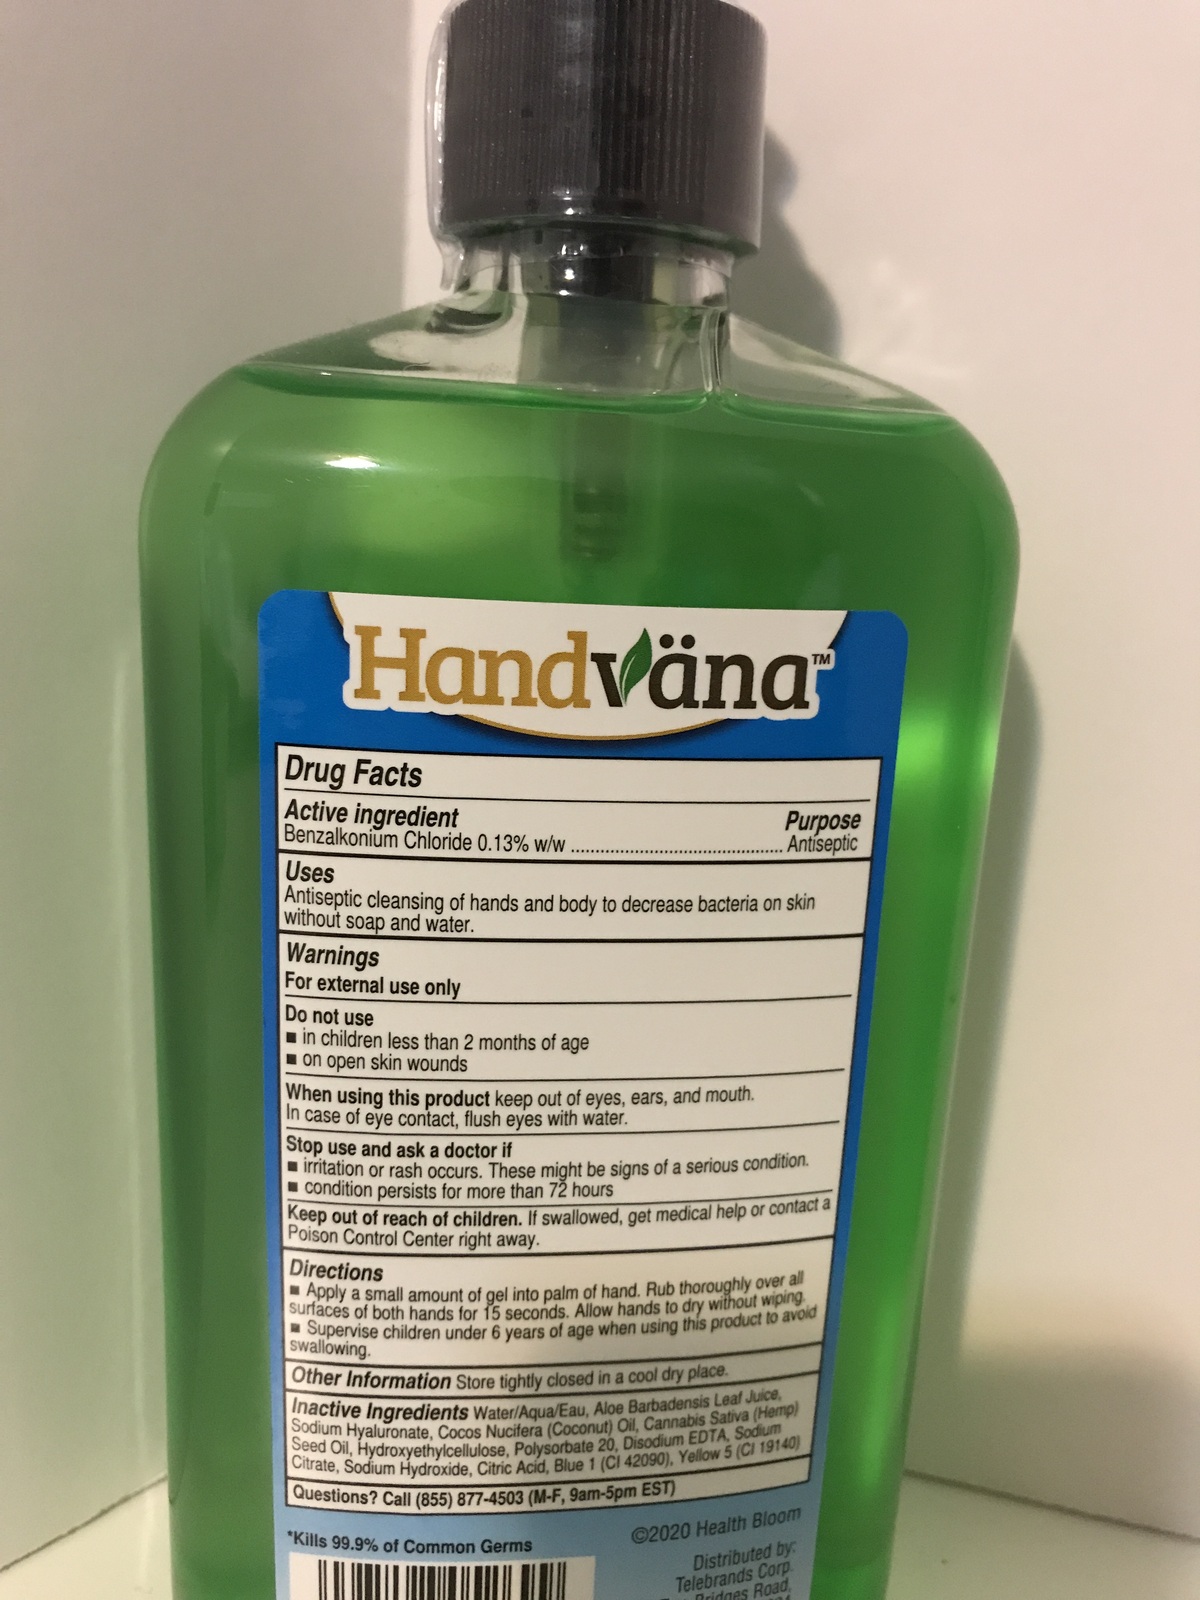 Handväna™
Drug Facts
Active ingredient Purpose
Benzalkonium Chloride 0.13% w/w ........................................ Antiseptic
Uses
Antiseptic cleansing of hands and body to decrease bacteria on skin
without soap and water.
Warnings
For external use only
Do not use
■ in children less than 2 months of age
■ on open skin wounds
When using this product keep out of eyes, ears, and mouth.
In case of eye contact, flush eyes with water.
Stop use and ask a doctor if
■ irritation or rash occurs. These might be signs of a serious condition.
■ condition persists for more than 72 hours
Keep out of reach of children. If swallowed, get medical help or contact a
Poison Control Center right away.
Directions
■ Apply a small amount of gel into palm of hand. Rub thoroughly over all
surfaces of both hands for 15 seconds. Allow hands to dry without wiping.
■ Supervise children under 6 years of age when using this product to avoid
swallowing.
Other Information Store tightly closed in a cool dry place.
Inactive Ingredients Water/Aqua/Eau, Aloe Barbadensis Leaf Juice,
Sodium Hyaluronate, Cocos Nucifera (Coconut) Oil, Cannabis Sativa (Hemp)
Seed Oil, Hydroxyethylcellulose, Polysorbate 20, Disodium EDTA, Sodium
Citrate, Sodium Hydroxide, Citric Acid, Blue 1 (CI 42090), Yellow 5 (CI 19140)
Questions? Call (855) 877-4503 (M-F, 9am-5pm EST)
*Kills 99.9% of Common Germs
©2020 Health Bloom
Distributed by:
Telebrands Corp.
Bridges Road,